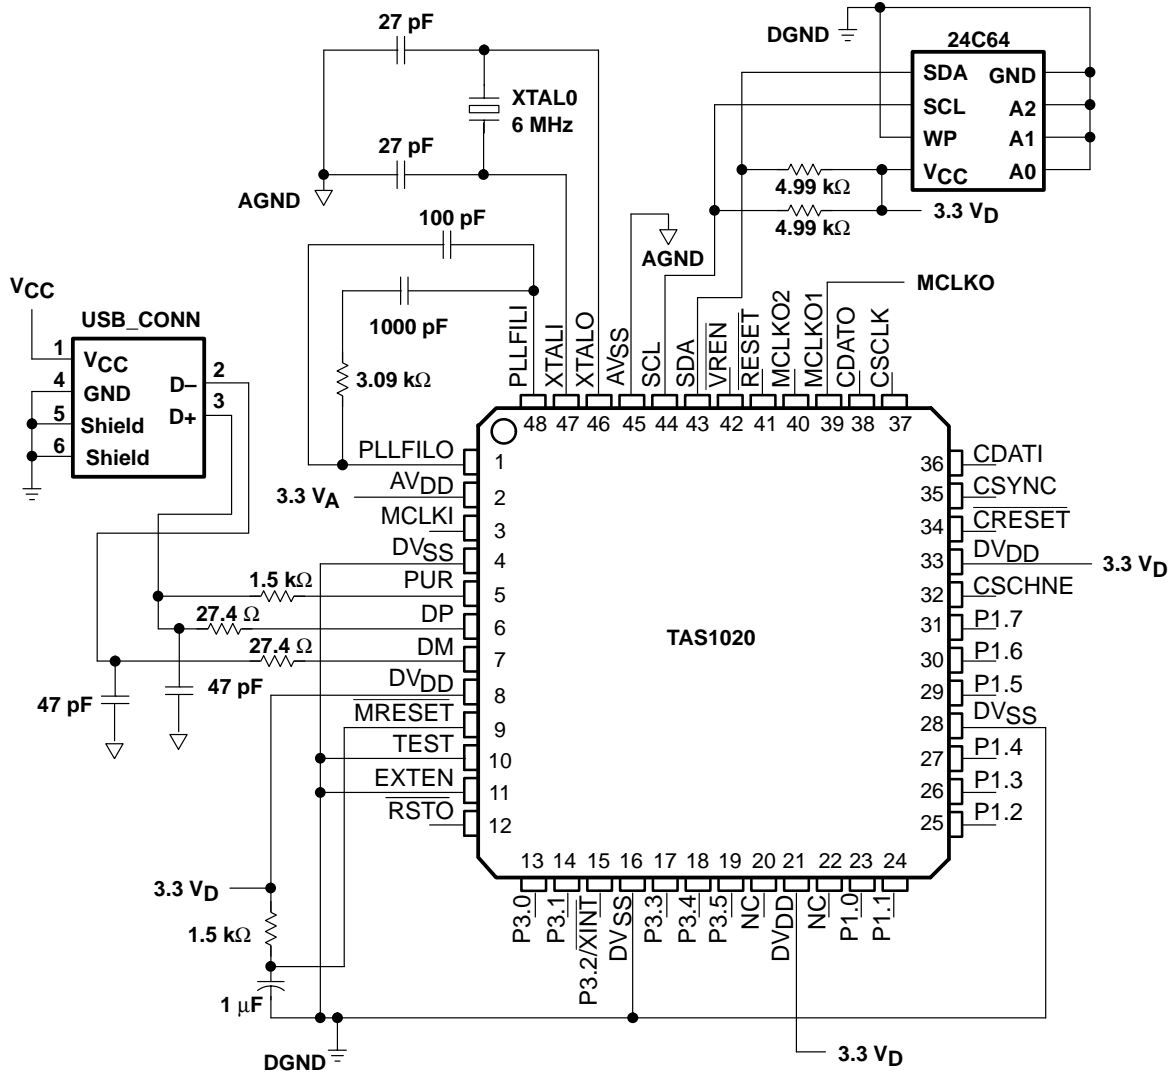 27 pF
DGND
24C64
SDA
GND
SCL
A2
WP
A1
VCC
A0
XTAL0
6 MHz
27 pF
AGND
4.99 kΩ
4.99 kΩ
3.3 VD
100 pF
AGND
VCC
1000 pF
MCLKO
USB_CONN
1
VCC
4
GND
5
Shield
6
Shield
D–
2
D+
3
3.09 kΩ
PLLFILI
XTALI
XTALO
AVSS
SCL
SDA
VREN
RESET
MCLKO2
MCLKO1
CDATO
CSCLK
48
47
46
45
44
43
42
41
40
39
38
37
PLLFILO
1
3.3 VA
AVDD
2
MCLKI
3
DVSS
4
1.5 kΩ
PUR
5
27.4 Ω
DP
6
27.4 Ω
DM
7
47 pF
47 pF
DVDD
8
MRESET
9
TEST
10
EXTEN
11
RSTO
12
TAS1020
36
CDATI
35
CSYNC
34
CRESET
33
DVDD
3.3 VD
32
CSCHNE
31
P1.7
30
P1.6
29
P1.5
28
DVSS
27
P1.4
26
P1.3
25
P1.2
13
14
15
16
17
18
19
20
21
22
23
24
P3.0
P3.1
P3.2/XINT
DVSS
P3.3
P3.4
P3.5
NC
DVDD
NC
P1.0
P1.1
3.3 VD
1.5 kΩ
1 μF
DGND
3.3 VD